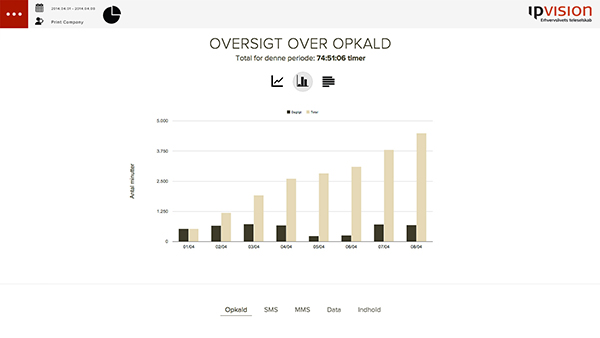 2014.04.01 - 2014.04.08
Print Company
ipvision
Erhvervslivets teleselskab
OVERSIGT OVER OPKALD
Total for denne periode: 74:51:06 timer
Dagligt Total
Antal minutter
5.000
3.750
2.500
1.250
0
01/04 02/04 03/04 04/04 05/04 06/04 07/04 08/04
Opkald SMS MMS Data Indhold